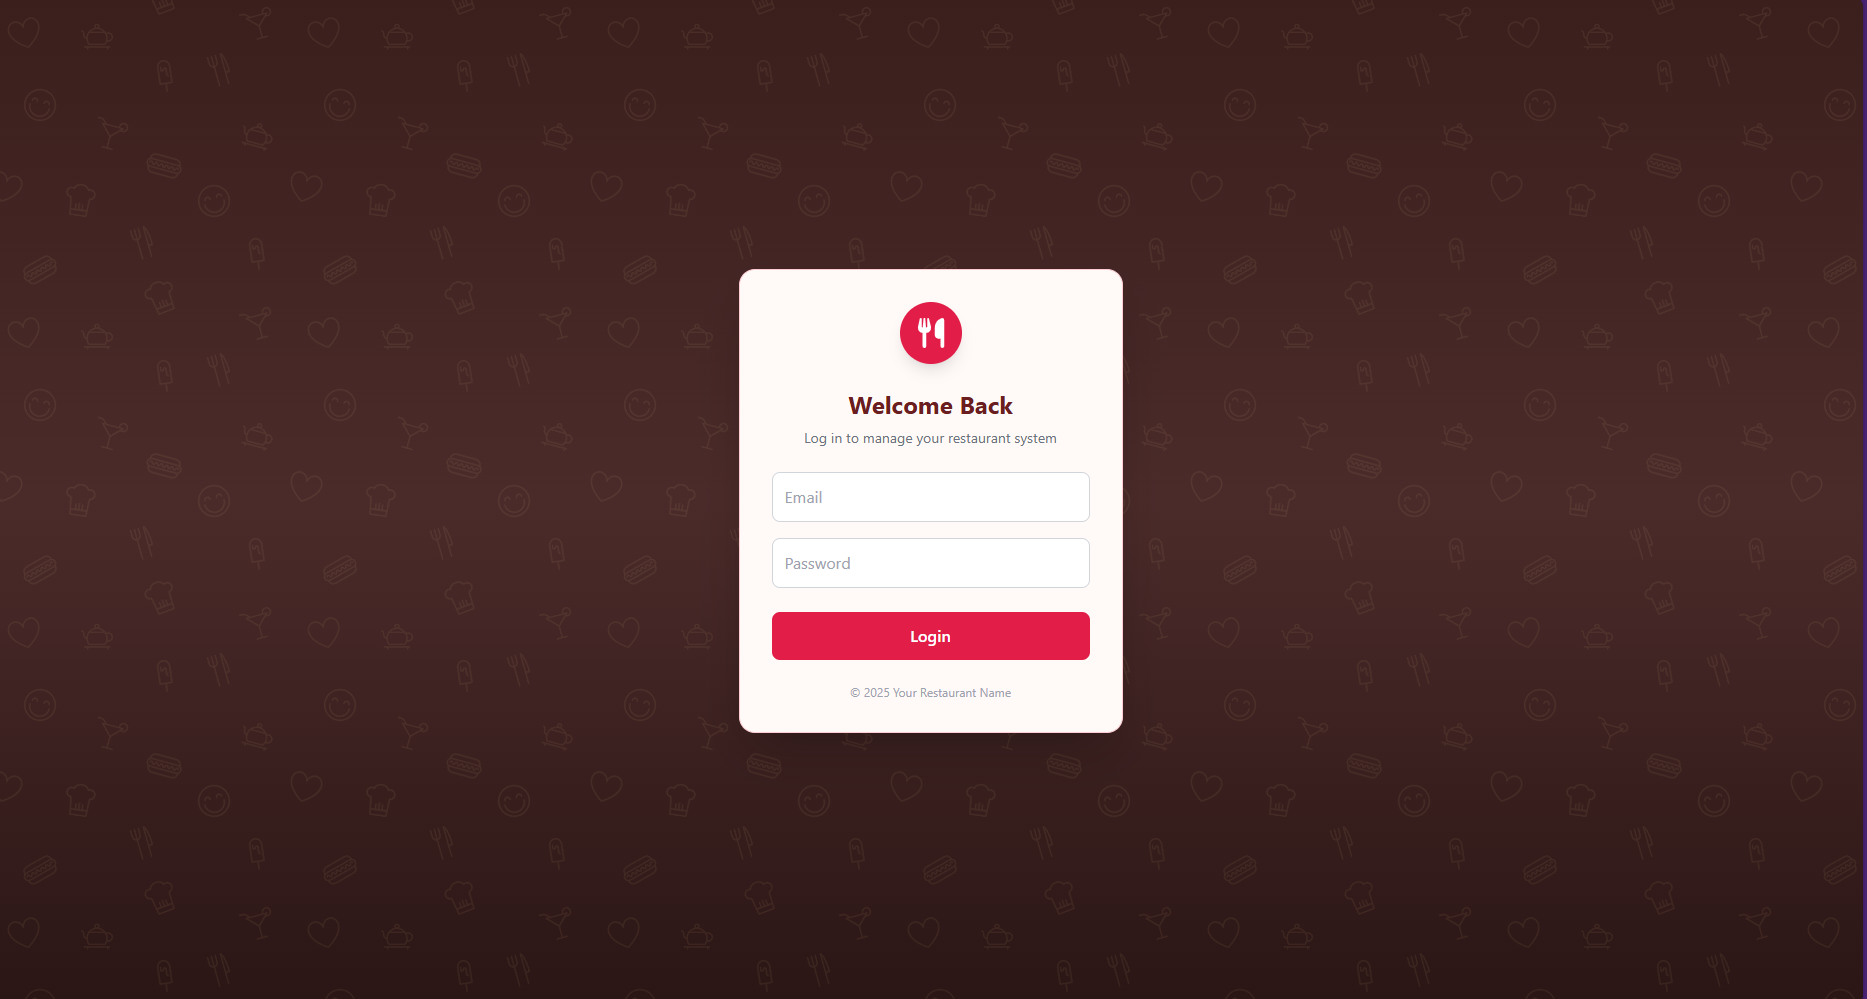 Welcome Back
Log in to manage your restaurant system
Email
Password
Login
© 2025 Your Restaurant Name